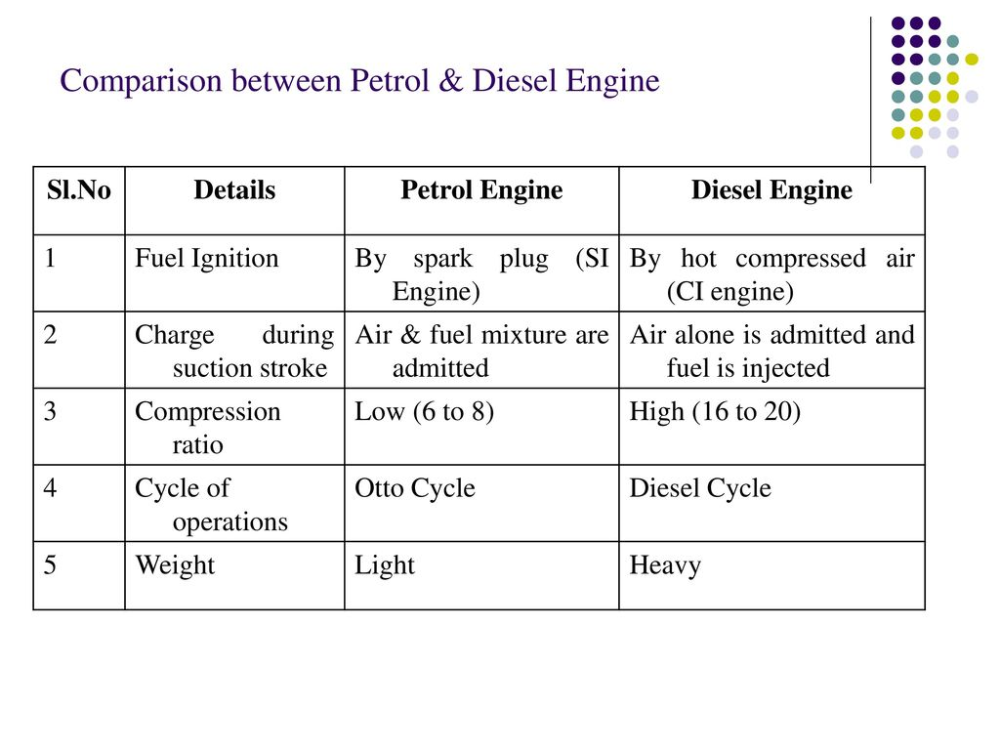 Comparison between Petrol & Diesel Engine
Sl.No Details Petrol Engine Diesel Engine
1 Fuel Ignition By spark plug (SI By hot compressed air
Engine) (CI engine)
2 Charge during Air & fuel mixture are Air alone is admitted and
suction stroke admitted fuel is injected
3 Compression Low (6 to 8) High (16 to 20)
ratio
4 Cycle of Otto Cycle Diesel Cycle
operations
5 Weight Light Heavy